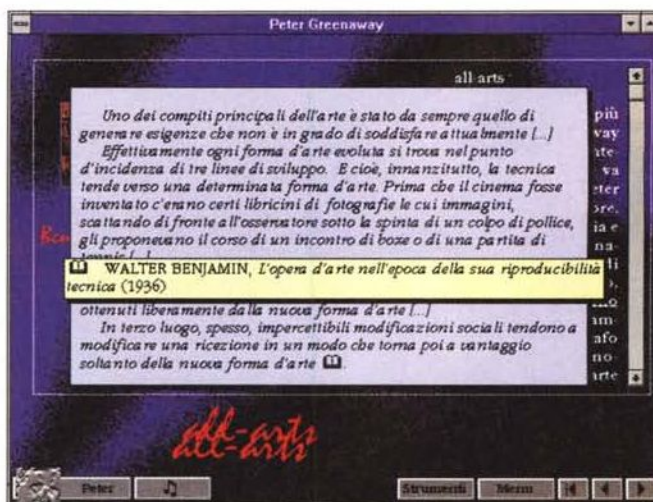 Peter Greenaway
all-arts
Uno dei compiti principali dell'arte è stato da sempre quello di
generare esigenze che non è in grado di soddisfare attualmente [...]
Effettivamente ogni forma d'arte evoluta si trova nel punto
d'incidenza di tre linee di sviluppo. E cioè, innanzitutto, la tecnica
tende verso una determinata forma d'arte. Prima che il cinema fosse
inventato c'erano certi libricini di fotografie le cui immagini,
scattando di fronte all'osservatore sotto la spinta di un colpo di pollice,
gli proponevano il corso di un incontro di boxe o di una partita di
WALTER BENJAMIN, L'opera d'arte nell'epoca della sua riproducibilità
tecnica (1936)
ottenuti liberamente dalla nuova forma d'arte [...]
In terzo luogo, spesso, impercettibili modificazioni sociali tendono a
modificare una ricezione in un modo che torna poi a vantaggio
soltanto della nuova forma d'arte
più
way
va
eter
ore,
ia e
na-
di
am-
afo
no-
arte
all-arts
Peter
Strumenti
Menu